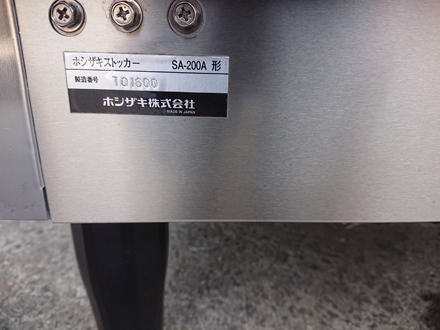 ホシザキストッカー SA-200A 形
製造番号 T01600
ホシザキ株式会社
MADE IN JAPAN